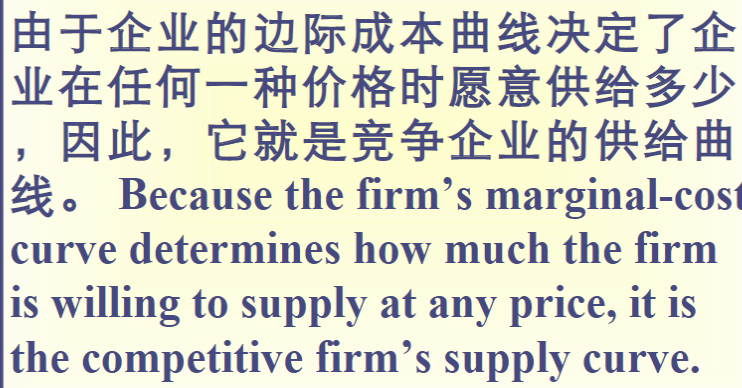 由于企业的边际成本曲线决定了企
业在任何一种价格时愿意供给多少
，因此，它就是竞争企业的供给曲
线。 Because the firm’s marginal-cost
curve determines how much the firm
is willing to supply at any price, it is
the competitive firm’s supply curve.